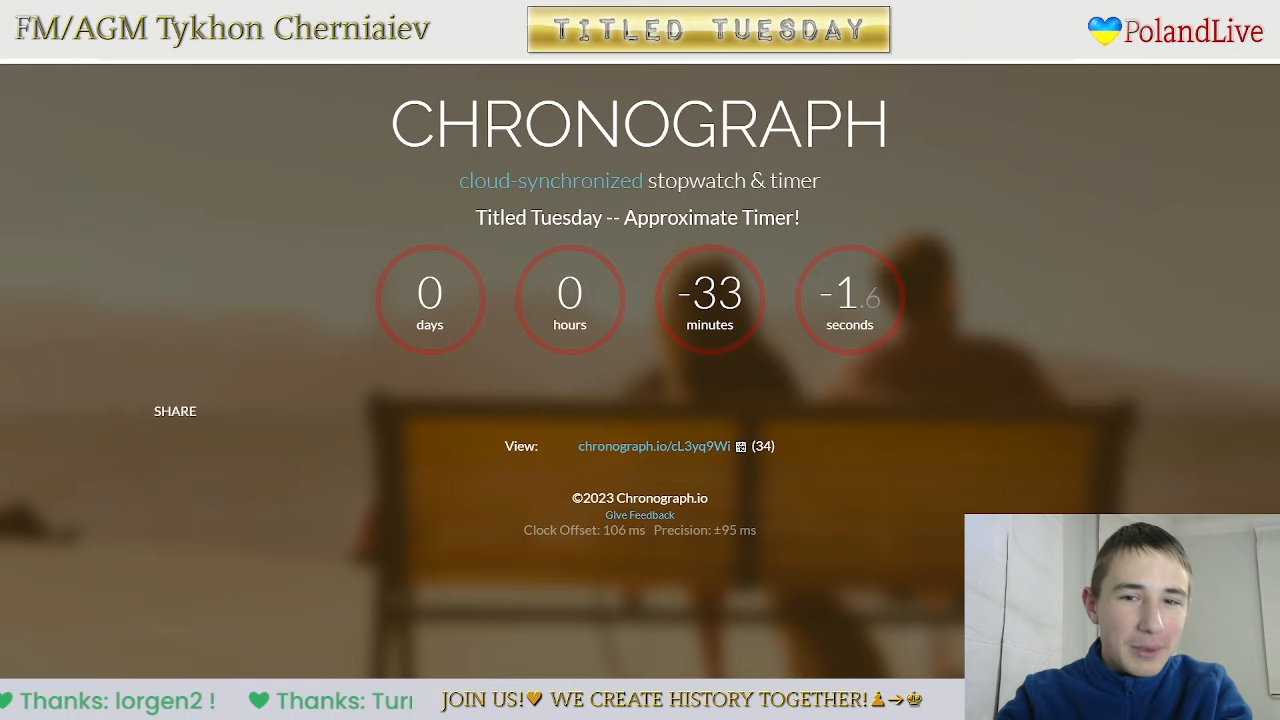 FM/AGM Tykhon Cherniaiev
TITLED TUESDAY
PolandLive
CHRONOGRAPH
cloud-synchronized stopwatch & timer
Titled Tuesday -- Approximate Timer!
0 0 -33 -1.6
days hours minutes seconds
SHARE
View: chronograph.io/cL3yq9Wi (34)
©2023 Chronograph.io
Give Feedback
Clock Offset: 106 ms Precision: ±95 ms
Thanks: lorgen2 ! Thanks: JOIN US! WE CREATE HISTORY TOGETHER!